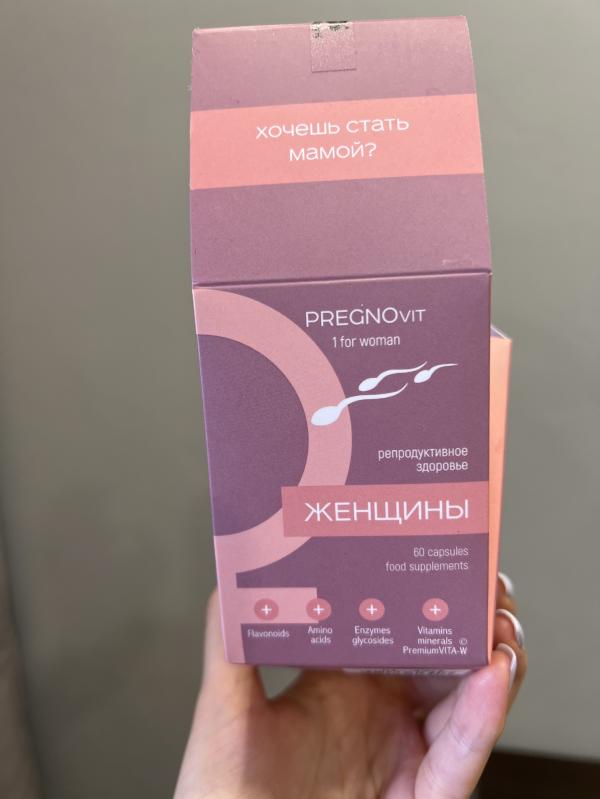 хочешь стать
мамой?
PREGNOVIT
1 for woman
репродуктивное
здоровье
ЖЕНЩИНЫ
60 capsules
food supplements
Flavonoids
Amino
acids
Enzymes
glycosides
Vitamins
minerals ©
PremiumVITA-W